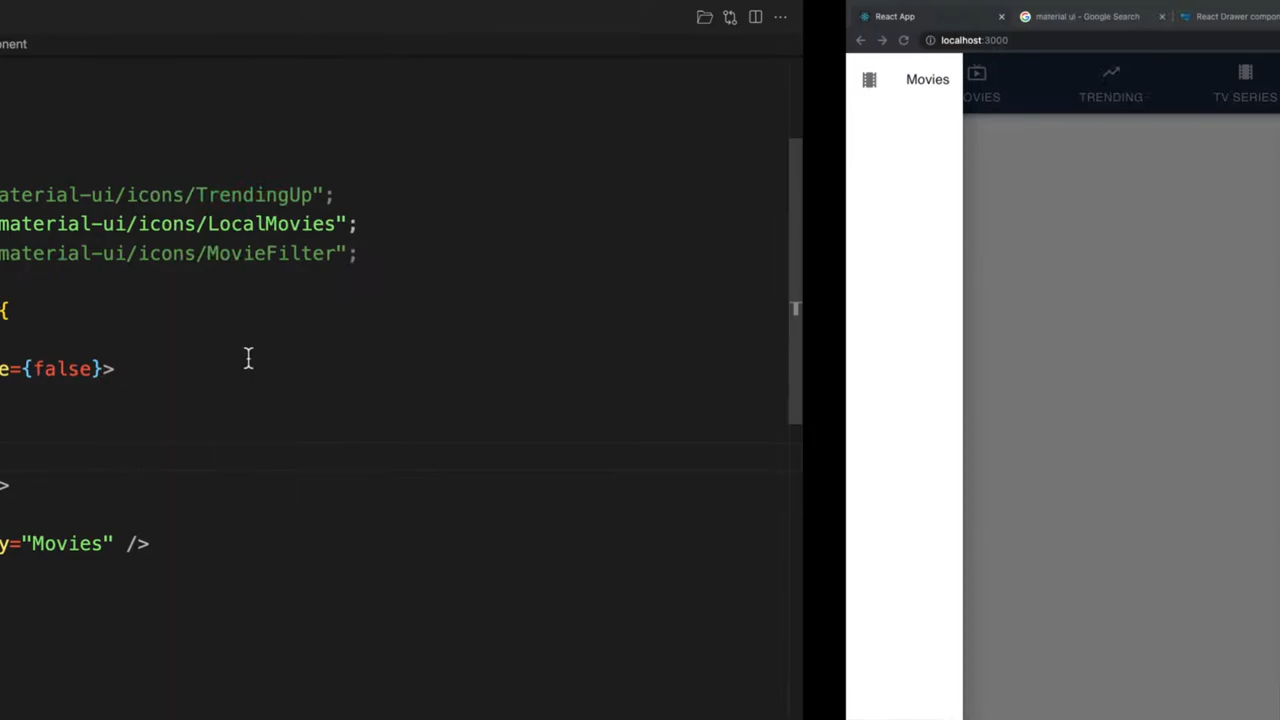 onent
aterial-ui/icons/TrendingUp";
material-ui/icons/LocalMovies";
material-ui/icons/MovieFilter";
{
e={false}>
>
y="Movies" />
React App
material ui - Google Search
React Drawer compon
localhost:3000
Movies
OVIES
TRENDING
TV SERIES